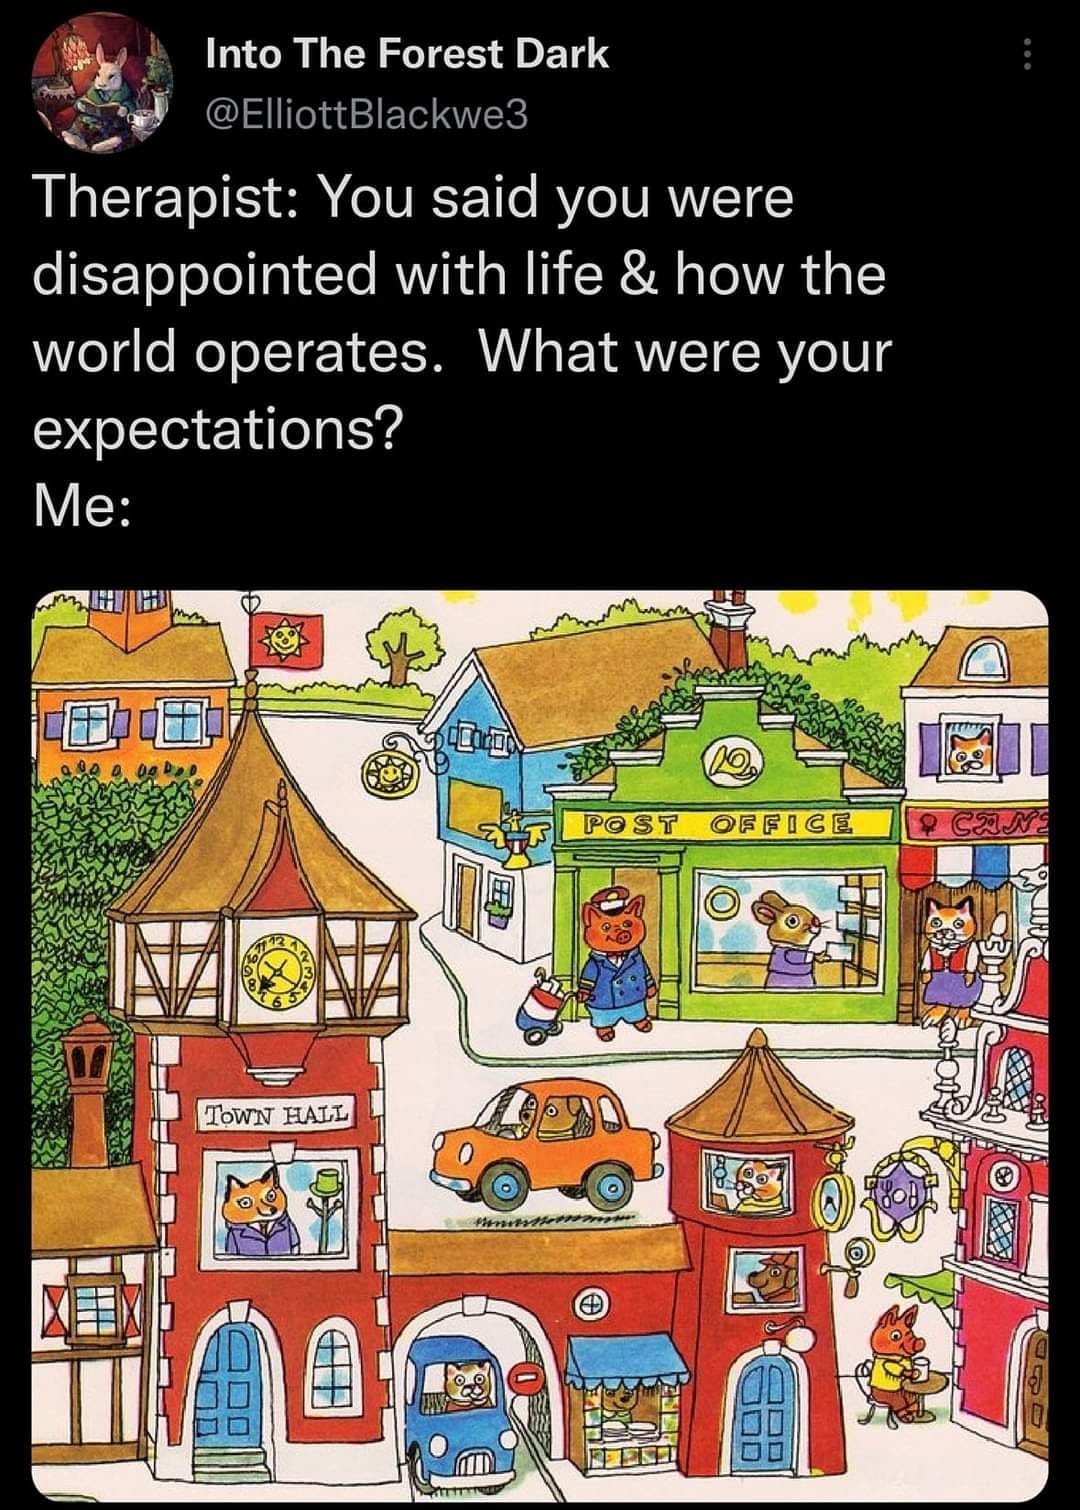 Into The Forest Dark
@ElliottBlackwe3
Therapist: You said you were
disappointed with life & how the
world operates.  What were your
expectations?
Me:
POST OFFICE
TOWN HALL